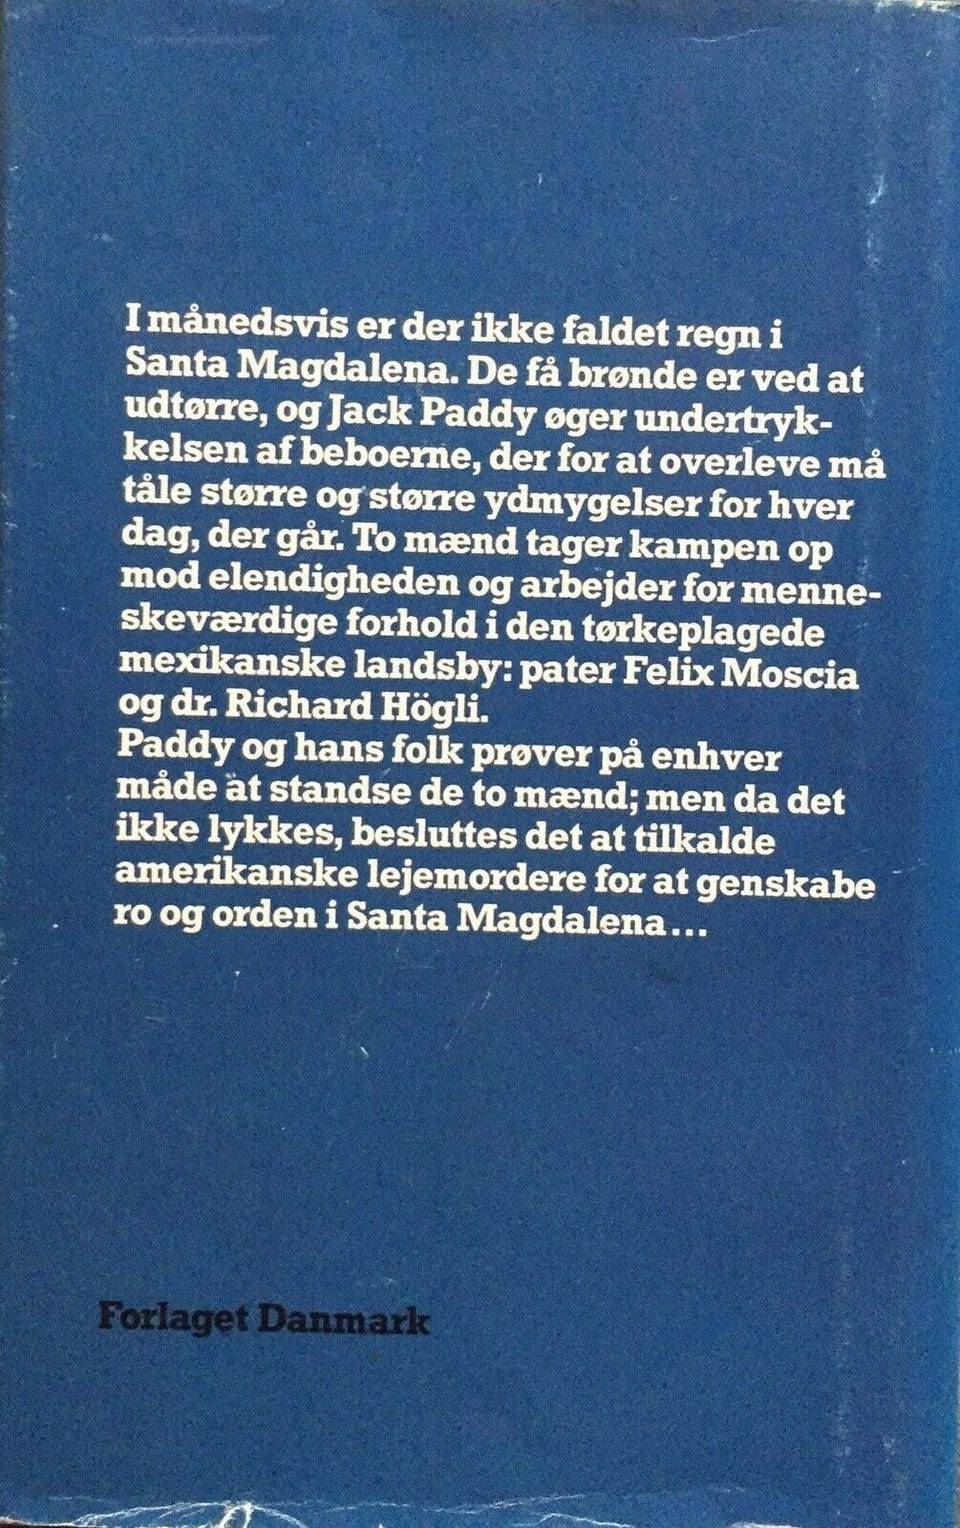 I månedsvis er der ikke faldet regn i
Santa Magdalena. De få brønde er ved at
udtørre, og Jack Paddy øger undertryk-
kelsen af beboerne, der for at overleve må
tåle større og større ydmygelser for hver
dag, der går. To mænd tager kampen op
mod elendigheden og arbejder for menne-
skeværdige forhold i den tørkeplagede
mexikanske landsby: pater Felix Moscia
og dr. Richard Högli.
Paddy og hans folk prøver på enhver
måde at standse de to mænd; men da det
ikke lykkes, besluttes det at tilkalde
amerikanske lejemordere for at genskabe
ro og orden i Santa Magdalena...
Forlaget Danmark